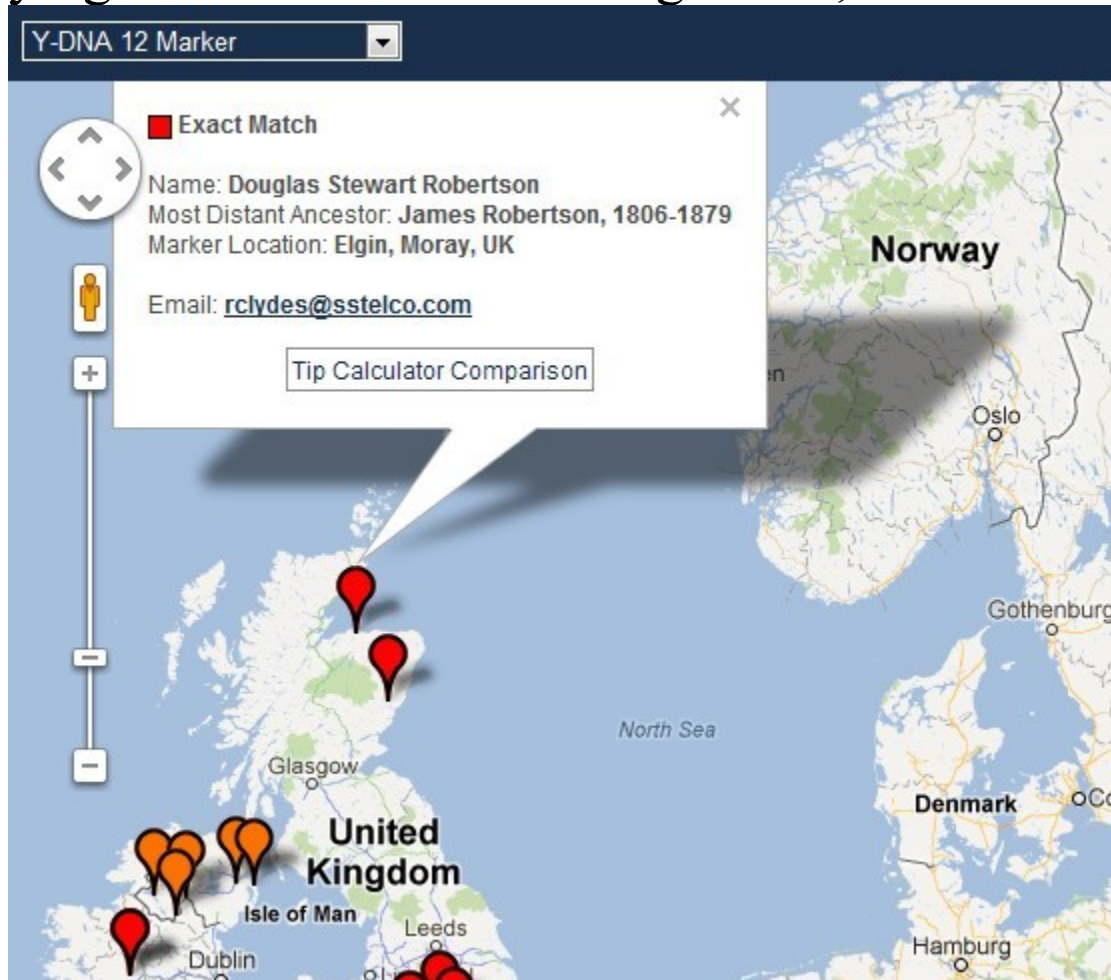 Y-DNA 12 Marker
Exact Match
Name: Douglas Stewart Robertson
Most Distant Ancestor: James Robertson, 1806-1879
Marker Location: Elgin, Moray, UK
Email: rclydes@sstelco.com
Tip Calculator Comparison
Norway
Oslo
Gothenburg
North Sea
Glasgow
Denmark
United
Kingdom
Isle of Man
Leeds
Dublin
Hamburg